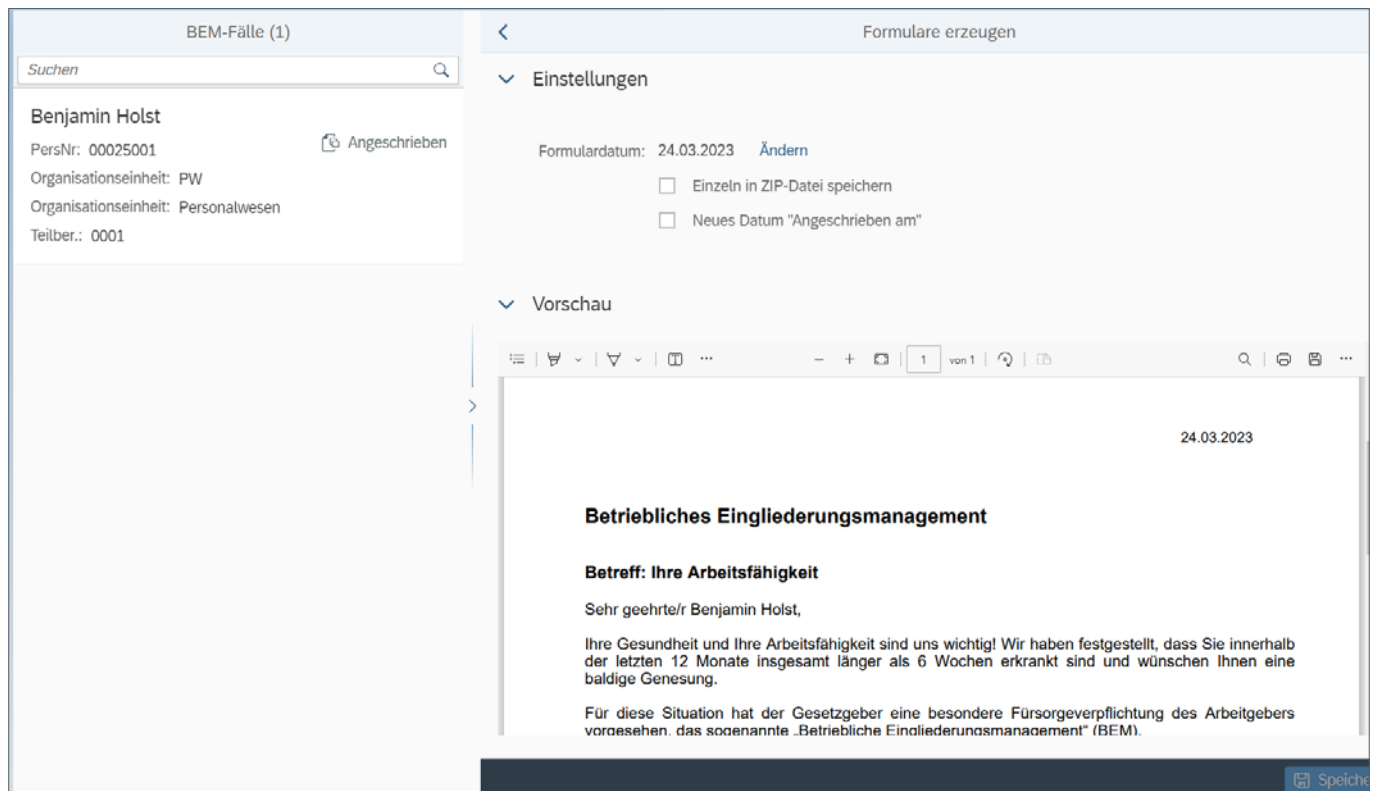 BEM-Fälle (1)
Suchen
Benjamin Holst
PersNr: 00025001
Angeschrieben
Organisationseinheit: PW
Organisationseinheit: Personalwesen
Teilber.: 0001
Formulare erzeugen
Einstellungen
Formulardatum: 24.03.2023 Ändern
Einzeln in ZIP-Datei speichern
Neues Datum "Angeschrieben am"
Vorschau
1 von 1
24.03.2023
Betriebliches Eingliederungsmanagement
Betreff: Ihre Arbeitsfähigkeit
Sehr geehrte/r Benjamin Holst,
Ihre Gesundheit und Ihre Arbeitsfähigkeit sind uns wichtig! Wir haben festgestellt, dass Sie innerhalb
der letzten 12 Monate insgesamt länger als 6 Wochen erkrankt sind und wünschen Ihnen eine
baldige Genesung.
Für diese Situation hat der Gesetzgeber eine besondere Fürsorgeverpflichtung des Arbeitgebers
vorgesehen, das sogenannte „Betriebliche Eingliederungsmanagement“ (BEM).
Speiche